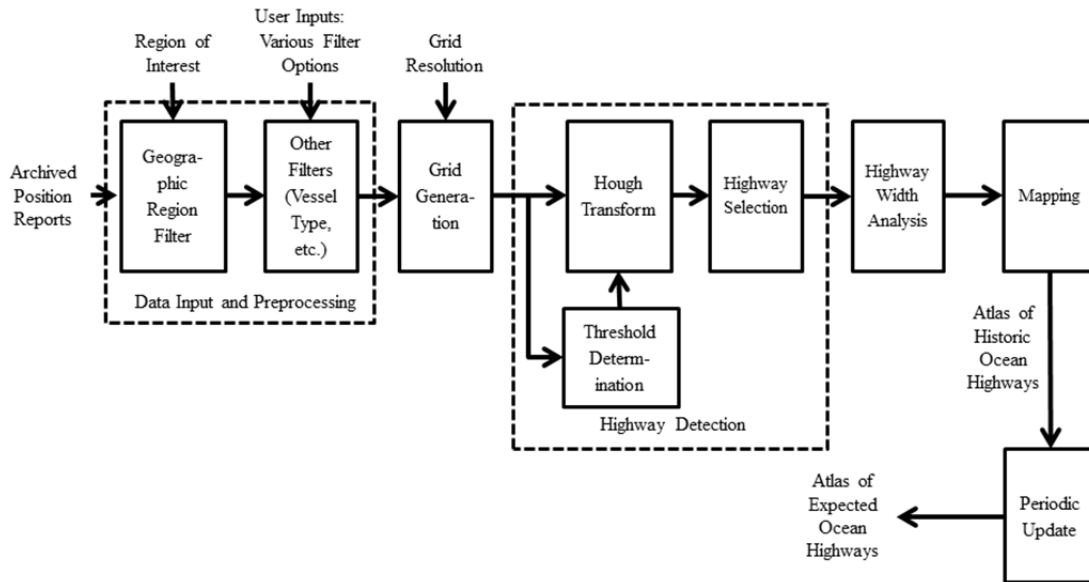 User Inputs:
Various Filter
Options
Region of
Interest
Grid
Resolution
Archived
Position
Reports
Geogra-
phic
Region
Filter
Other
Filters
(Vessel
Type,
etc.)
Data Input and Preprocessing
Grid
Genera-
tion
Hough
Transform
Highway
Selection
Threshold
Determ-
ination
Highway Detection
Highway
Width
Analysis
Mapping
Atlas of
Historic
Ocean
Highways
Periodic
Update
Atlas of
Expected
Ocean
Highways